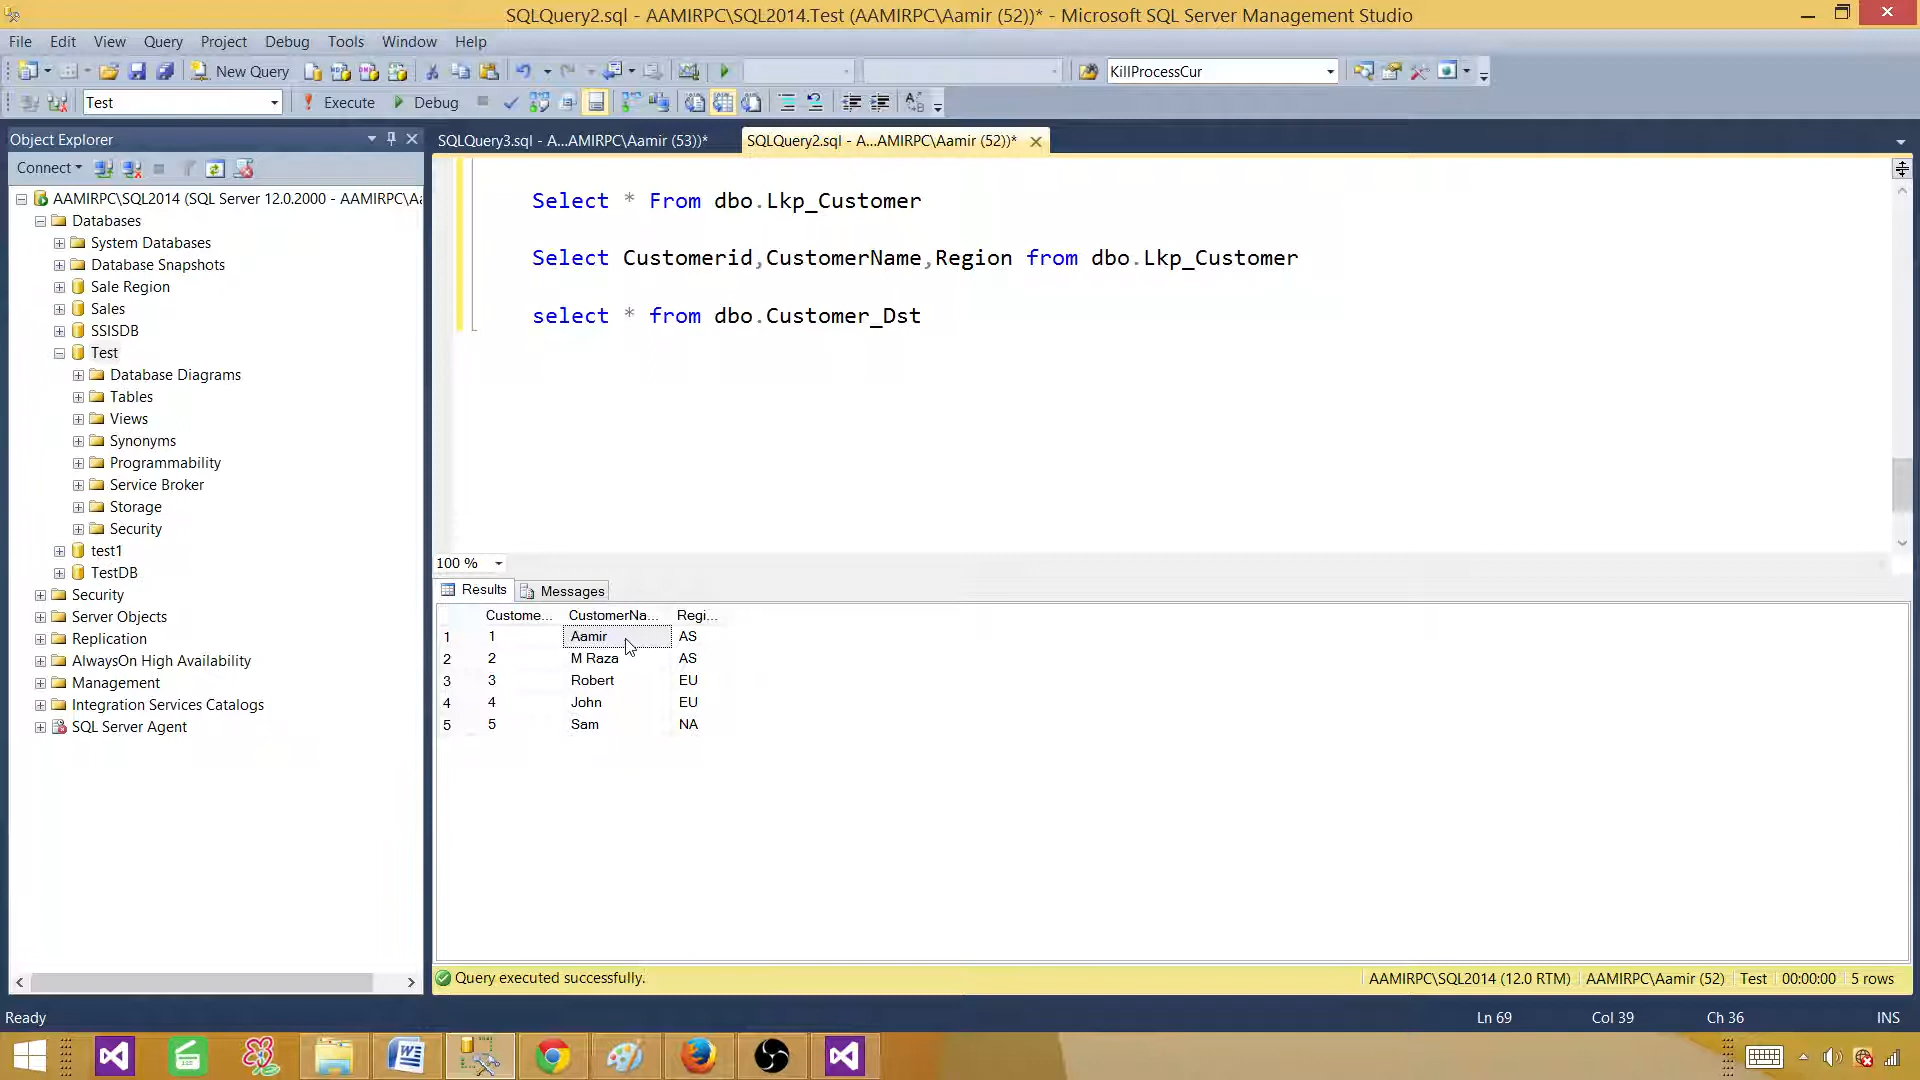 SQLQuery2.sql - AAMIRPC\SQL2014.Test (AAMIRPC\Aamir (52))* - Microsoft SQL Server Management Studio
File Edit View Query Project Debug Tools Window Help
New Query KillProcessCur
Test Execute Debug
Object Explorer
Connect
AAMIRPC\SQL2014 (SQL Server 12.0.2000 - AAMIRPC\A
Databases
System Databases
Database Snapshots
Sale Region
Sales
SSISDB
Test
Database Diagrams
Tables
Views
Synonyms
Programmability
Service Broker
Storage
Security
test1
TestDB
Security
Server Objects
Replication
AlwaysOn High Availability
Management
Integration Services Catalogs
SQL Server Agent
SQLQuery3.sql - A...AMIRPC\Aamir (53))* SQLQuery2.sql - A...AMIRPC\Aamir (52))*
Select * From dbo.Lkp_Customer
Select Customerid,CustomerName,Region from dbo.Lkp_Customer
select * from dbo.Customer_Dst
100 %
Results Messages
Custome... CustomerNa... Regi...
1 1 Aamir AS
2 2 M Raza AS
3 3 Robert EU
4 4 John EU
5 5 Sam NA
Query executed successfully. AAMIRPC\SQL2014 (12.0 RTM) AAMIRPC\Aamir (52) Test 00:00:00 5 rows
Ready Ln 69 Col 39 Ch 36 INS